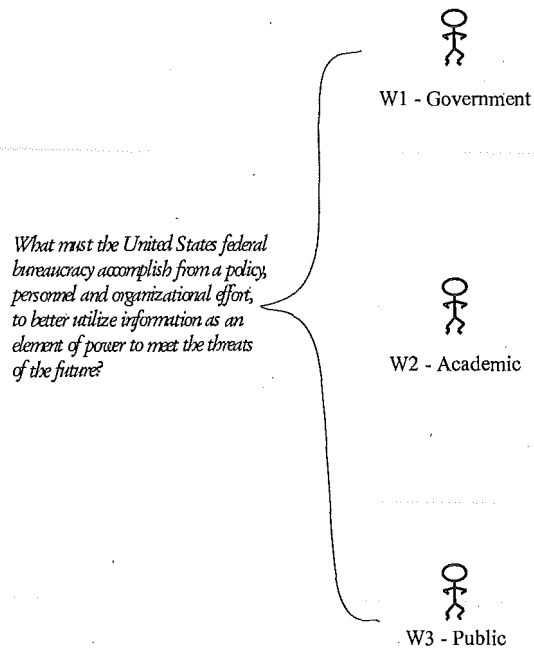 W1 - Government
What must the United States federal
bureaucracy accomplish from a policy,
personnel and organizational effort,
to better utilize information as an
element of power to meet the threats
of the future?
W2 - Academic
W3 - Public